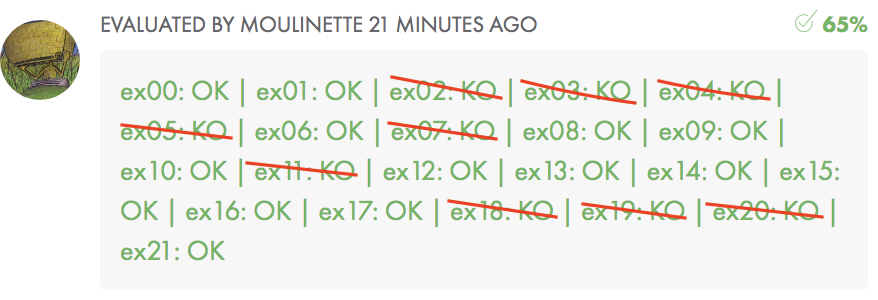 EVALUATED BY MOULINETTE 21 MINUTES AGO
65%
ex00: OK | ex01: OK | ex02: KO | ex03: KO | ex04: KO |
ex05: KO | ex06: OK | ex07: KO | ex08: OK | ex09: OK |
ex10: OK | ex11: KO | ex12: OK | ex13: OK | ex14: OK | ex15:
OK | ex16: OK | ex17: OK | ex18: KO | ex19: KO | ex20: KO |
ex21: OK